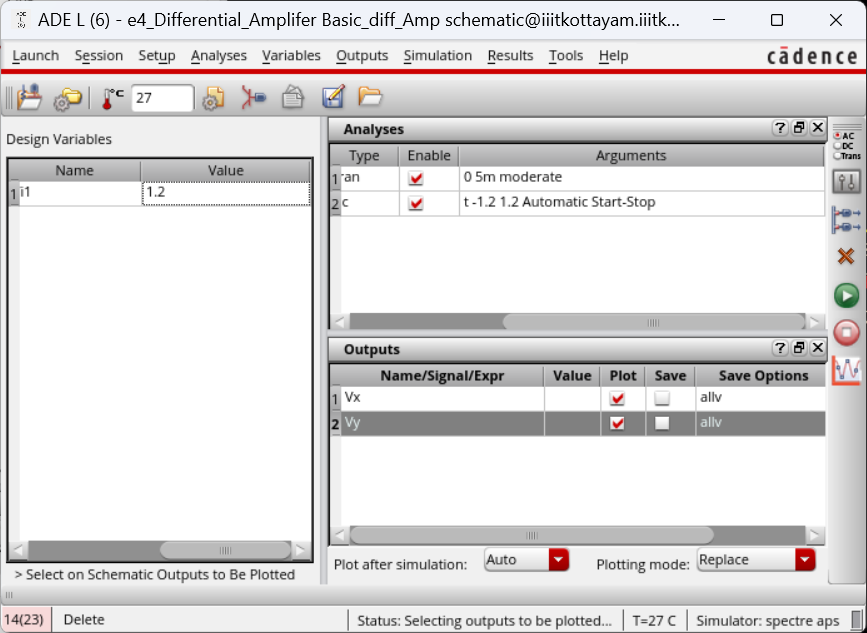 ADE L (6) - e4_Differential_Amplifer Basic_diff_Amp schematic@iiitkottayam.iiitk...
Launch Session Setup Analyses Variables Outputs Simulation Results Tools Help cādence
°C 27
Design Variables
Name Value
1 i1 1.2
> Select on Schematic Outputs to Be Plotted
Analyses
Type Enable Arguments
1 ran 0 5m moderate
2 c t -1.2 1.2 Automatic Start-Stop
AC
DC
Trans
Outputs
Name/Signal/Expr Value Plot Save Save Options
1 Vx allv
2 Vy allv
Plot after simulation: Auto Plotting mode: Replace
14(23) Delete Status: Selecting outputs to be plotted... T=27 C Simulator: spectre aps